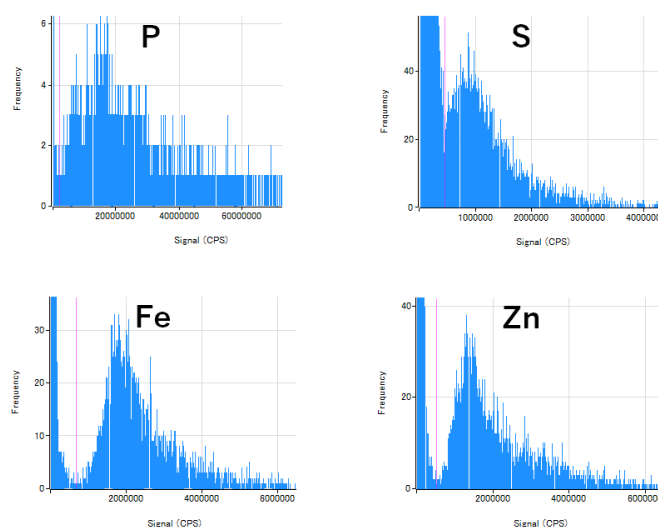 P
Frequency
6
4
2
0
20000000 40000000 60000000
Signal (CPS)
S
Frequency
40
20
0
1000000 2000000 3000000 4000000
Signal (CPS)
Fe
Frequency
30
20
10
0
2000000 4000000 6000000
Signal (CPS)
Zn
Frequency
40
20
0
2000000 4000000
Signal (CPS)